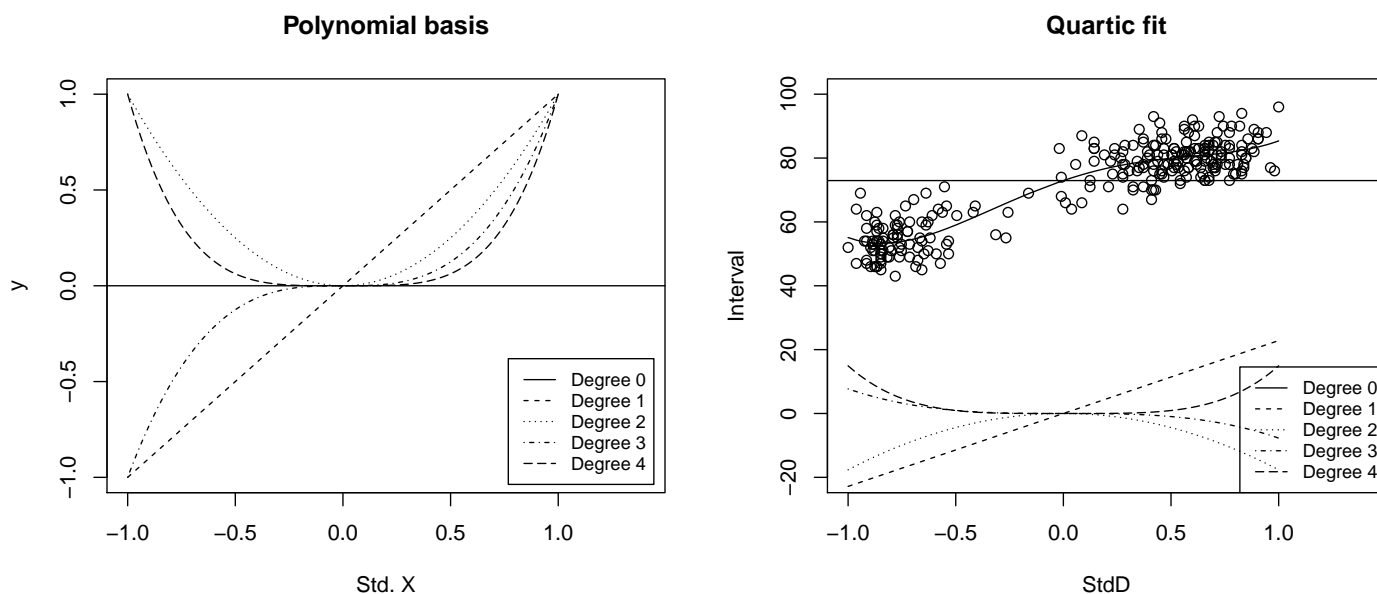 Polynomial basis
y
1.0
0.5
0.0
−0.5
−1.0
−1.0
−0.5
0.0
0.5
1.0
Std. X
Degree 0
Degree 1
Degree 2
Degree 3
Degree 4
Quartic fit
Interval
100
80
60
40
20
0
−20
−1.0
−0.5
0.0
0.5
1.0
StdD
Degree 0
Degree 1
Degree 2
Degree 3
Degree 4